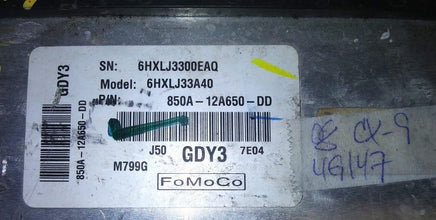 GDY3
850A-12A650-DD
SN: 6HXLJ3300EAQ
Model: 6HXLJ33A40
P/N: 850A-12A650-DD
J50 GDY3 7E04
M799G
FoMoCo
08 CX-9
4G147